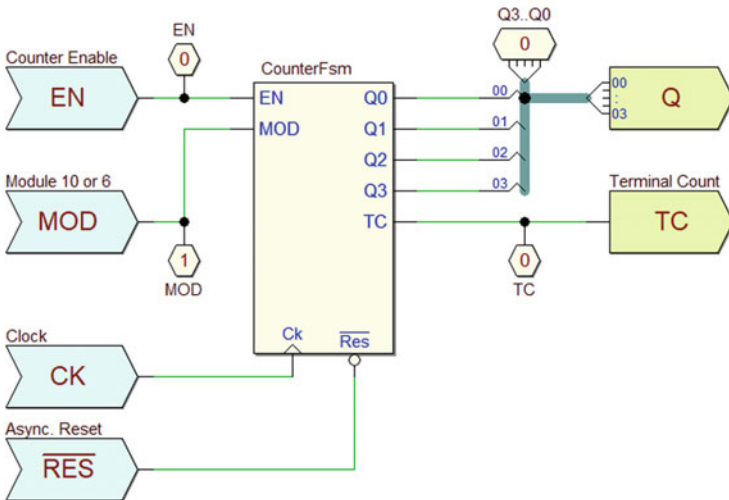 Q3..Q0
EN
0
Counter Enable
0
CounterFsm
EN
EN
Q0
00
00
:
03
Q
MOD
Q1
01
Module 10 or 6
Q2
02
Terminal Count
MOD
Q3
03
TC
TC
1
0
MOD
TC
Clock
Ck
Res
CK
Async. Reset
RES